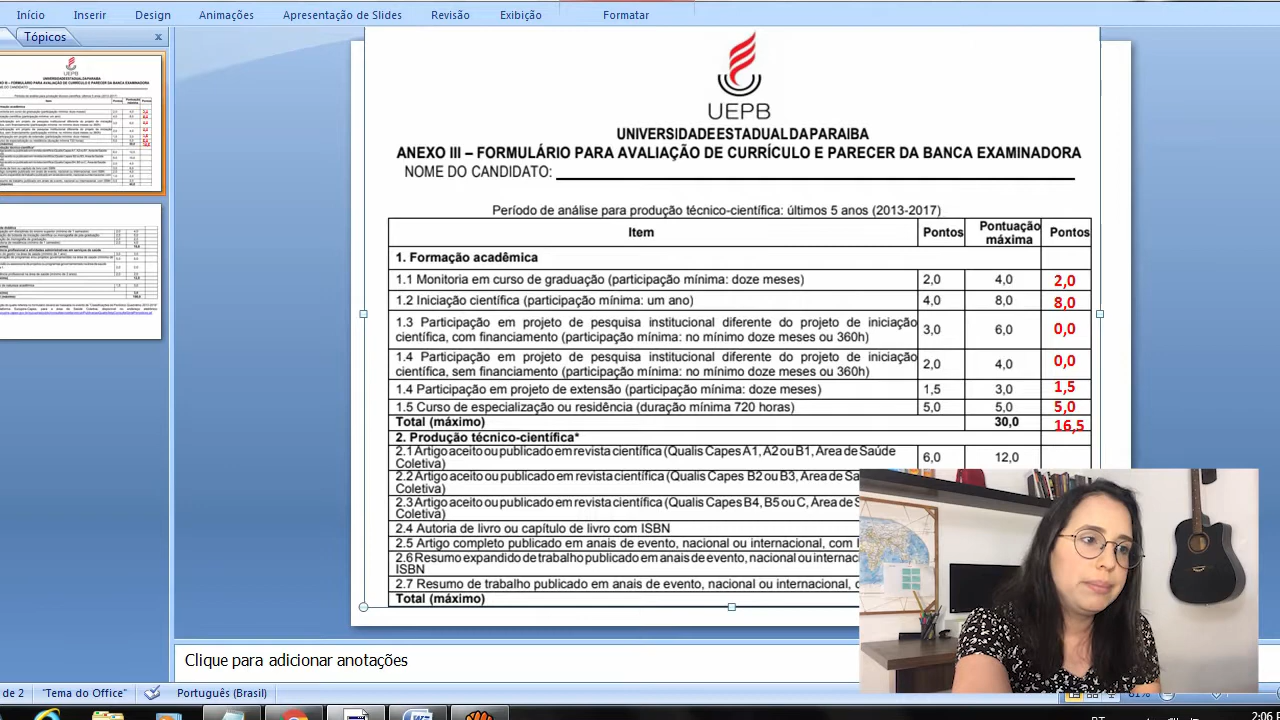 Início Inserir Design Animações Apresentação de Slides Revisão Exibição Formatar
Tópicos x
UEPB
UNIVERSIDADE ESTADUAL DA PARAIBA
ANEXO III – FORMULÁRIO PARA AVALIAÇÃO DE CURRÍCULO E PARECER DA BANCA EXAMINADORA
NOME DO CANDIDATO:
Período de análise para produção técnico-científica: últimos 5 anos (2013-2017)
Item Pontos Pontuação máxima Pontos
1. Formação acadêmica
1.1 Monitoria em curso de graduação (participação mínima: doze meses) 2,0 4,0 2,0
1.2 Iniciação científica (participação mínima: um ano) 4,0 8,0 8,0
1.3 Participação em projeto de pesquisa institucional diferente do projeto de iniciação
científica, com financiamento (participação mínima: no mínimo doze meses ou 360h) 3,0 6,0 0,0
1.4 Participação em projeto de pesquisa institucional diferente do projeto de iniciação
científica, sem financiamento (participação mínima: no mínimo doze meses ou 360h) 2,0 4,0 0,0
1.4 Participação em projeto de extensão (participação mínima: doze meses) 1,5 3,0 1,5
1.5 Curso de especialização ou residência (duração mínima 720 horas) 5,0 5,0 5,0
Total (máximo) 30,0 16,5
2. Produção técnico-científica*
2.1 Artigo aceito ou publicado em revista científica (Qualis Capes A1, A2 ou B1, Area de Saúde
Coletiva) 6,0 12,0
2.2 Artigo aceito ou publicado em revista científica (Qualis Capes B2 ou B3, Area de Sa
Coletiva)
2.3 Artigo aceito ou publicado em revista científica (Qualis Capes B4, B5 ou C, Área de S
Coletiva)
2.4 Autoria de livro ou capítulo de livro com ISBN
2.5 Artigo completo publicado em anais de evento, nacional ou internacional, com I
2.6 Resumo expandido de trabalho publicado em anais de evento, nacional ou internac
ISBN
2.7 Resumo de trabalho publicado em anais de evento, nacional ou internacional,
Total (máximo)
Clique para adicionar anotações
de 2 "Tema do Office" Português (Brasil) 81%
PT 2:06